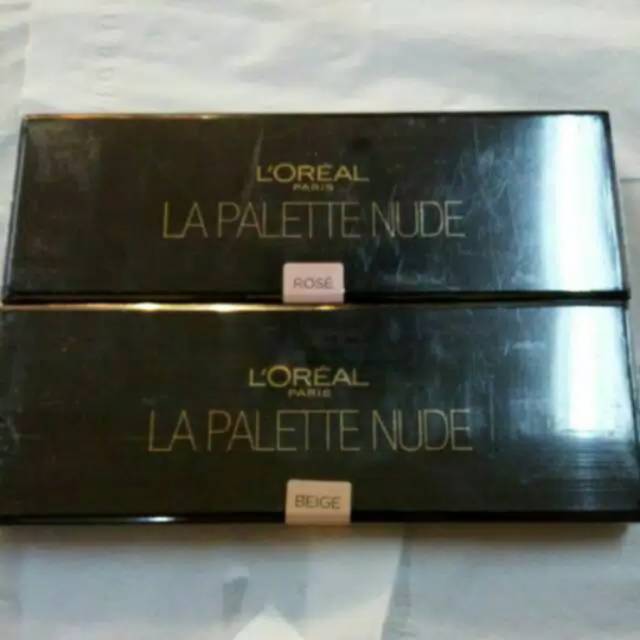 L'ORÉAL
PARIS
LA PALETTE NUDE
ROSÉ
L'ORÉAL
PARIS
LA PALETTE NUDE
BEIGE